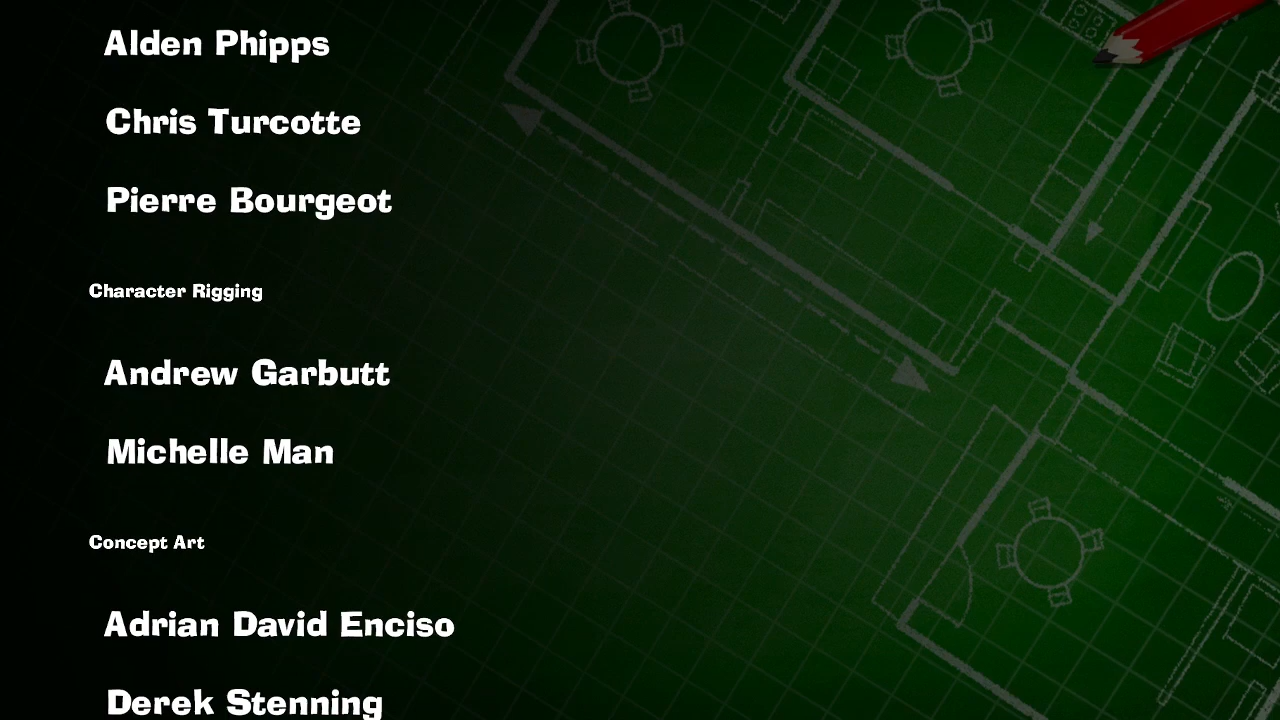 Alden Phipps
Chris Turcotte
Pierre Bourgeot
Character Rigging
Andrew Garbutt
Michelle Man
Concept Art
Adrian David Enciso
Derek Stenning